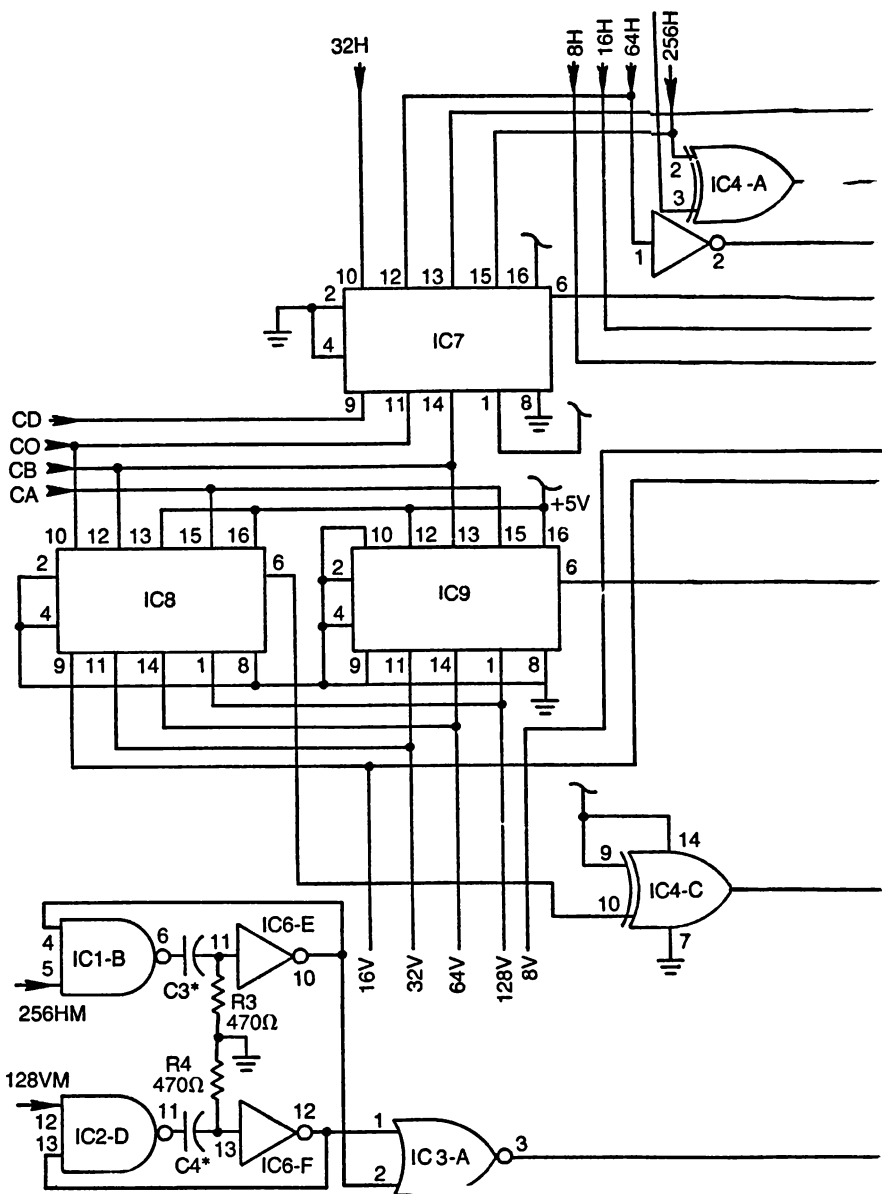 32H
8H
16H
64H
256H
2
IC4-A
3
1
2
10 12 13 15 16
2
6
4
IC7
9 11 14 1 8
CD
CO
CB
CA
+5V
10 12 13 15 16
10 12 13 15 16
2
6
2
6
4
IC8
4
IC9
9 11 14 1 8
9 11 14 1 8
14
9
IC4-C
10
7
16V
32V
64V
128V
8V
4
IC1-B
6
5
256HM
C3*
11
IC6-E
10
R3
470Ω
R4
470Ω
128VM
12
13
IC2-D
11
C4*
13
12
IC6-F
1
IC3-A
3
2